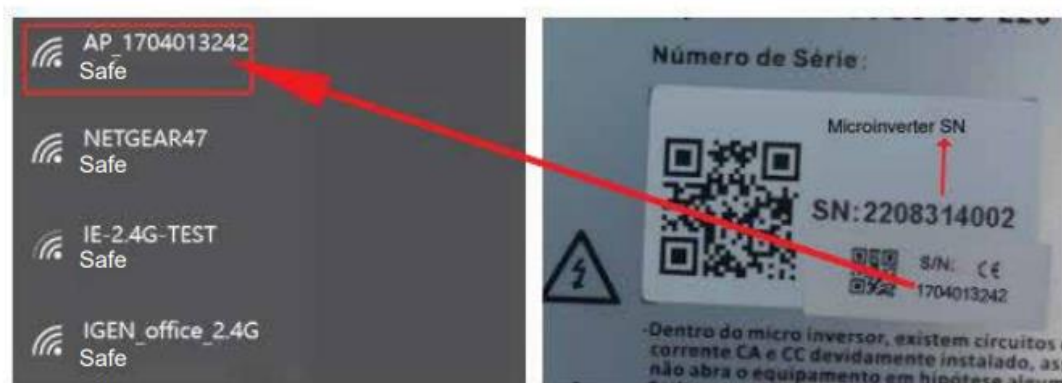 AP_1704013242
Safe
NETGEAR47
Safe
IE-2.4G-TEST
Safe
IGEN_office_2.4G
Safe
Número de Série:
Microinverter SN
SN:2208314002
S/N: CE
1704013242
-Dentro do micro inversor, existem circuitos
corrente CA e CC devidamente instalado, as
não abra o equipamento em hipótese